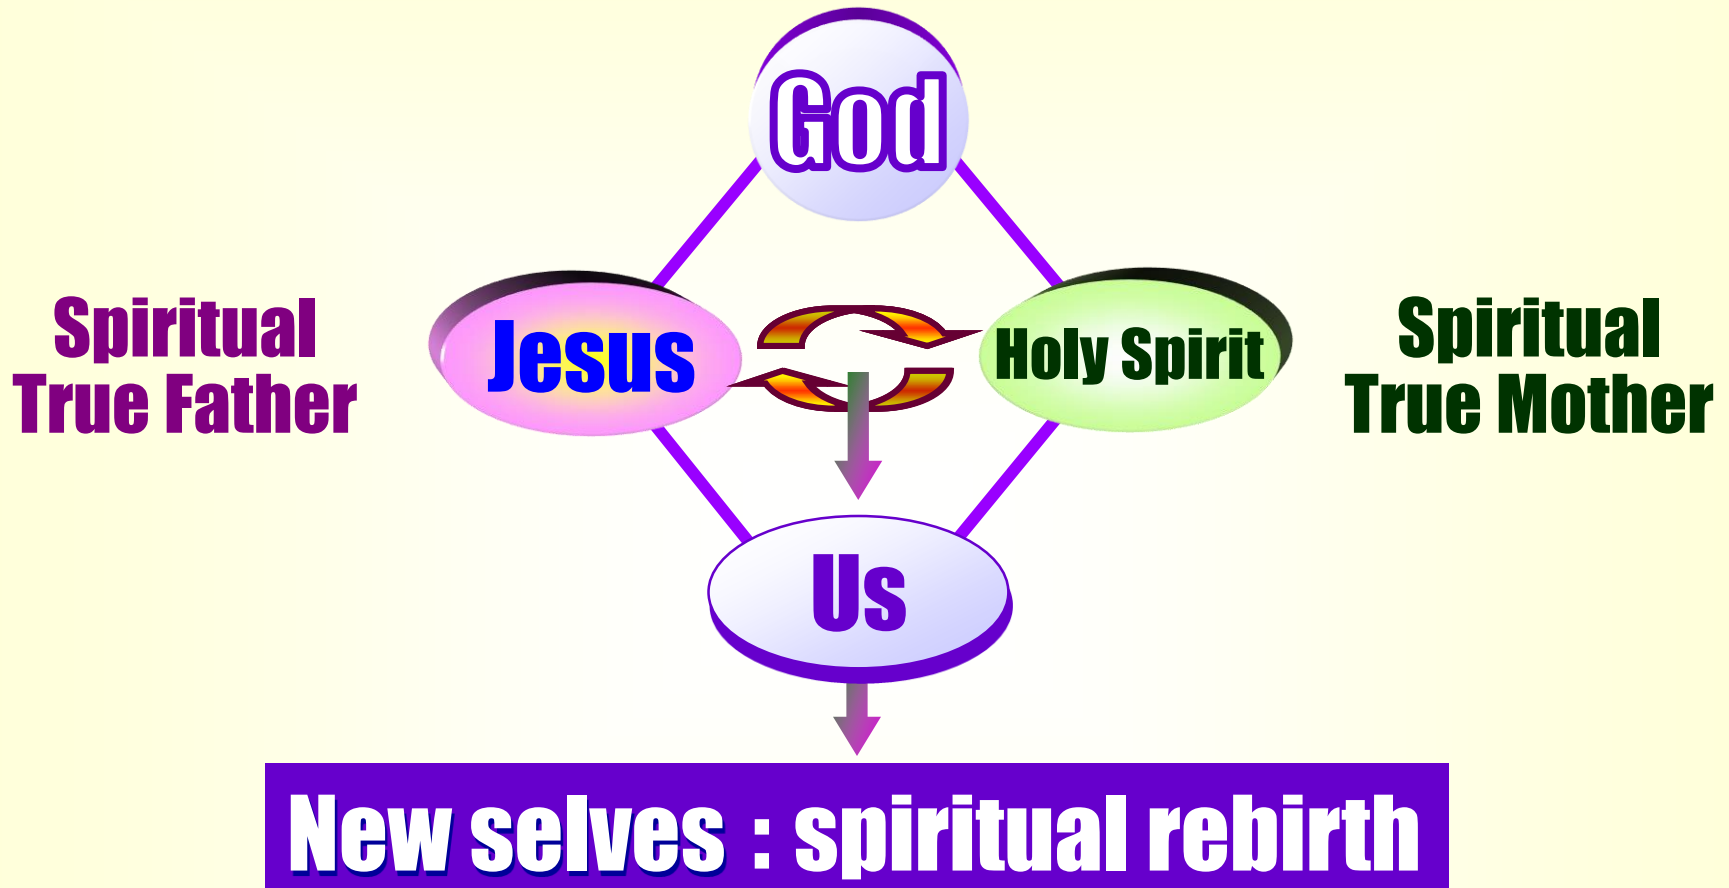 God
Spiritual
True Father
Jesus
Holy Spirit
Spiritual
True Mother
Us
New selves : spiritual rebirth